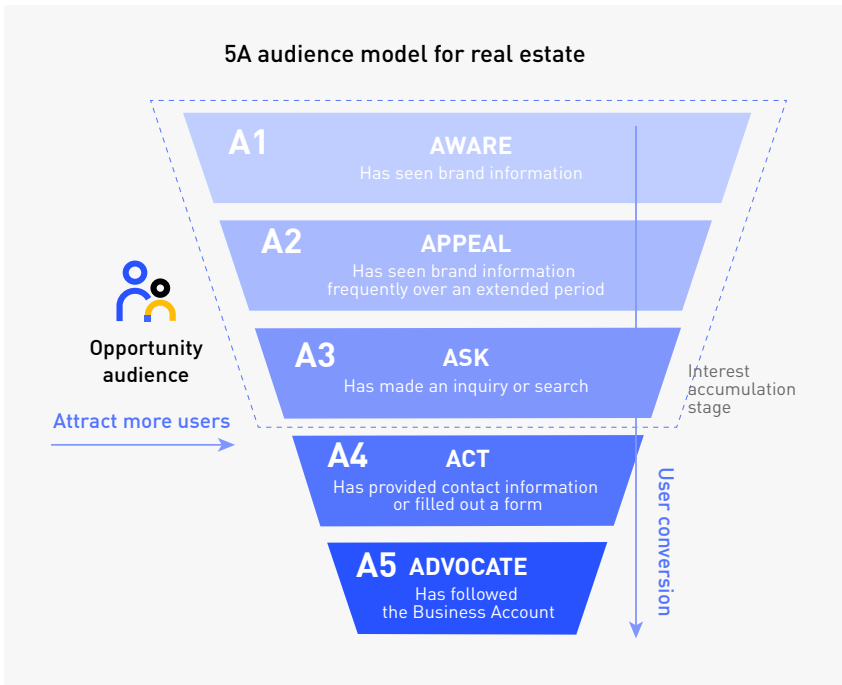 5A audience model for real estate
A1
AWARE
Has seen brand information
A2
APPEAL
Has seen brand information
frequently over an extended period
A3
ASK
Has made an inquiry or search
Opportunity
audience
Attract more users
Interest
accumulation
stage
A4
ACT
Has provided contact information
or filled out a form
User conversion
A5
ADVOCATE
Has followed
the Business Account